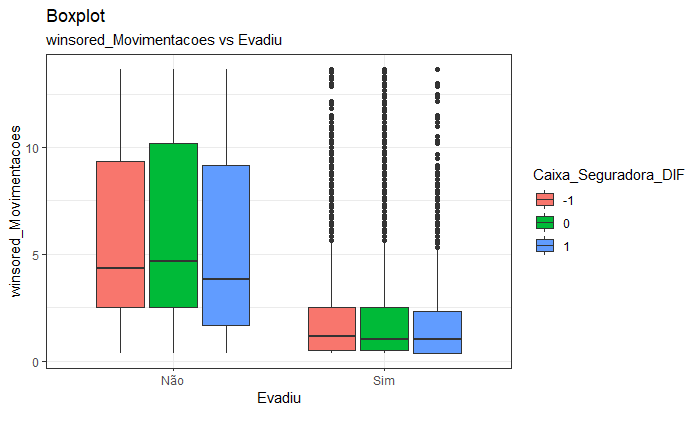 Boxplot
winsored_Movimentacoes vs Evadiu
winsored_Movimentacoes
10
5
0
Não
Sim
Evadiu
Caixa_Seguradora_DIF
-1
0
1